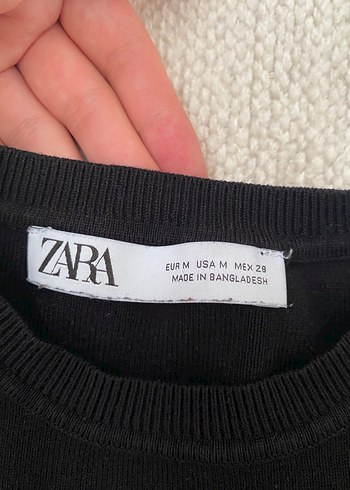 ZARA
EUR M USA M MEX 28
MADE IN BANGLADESH